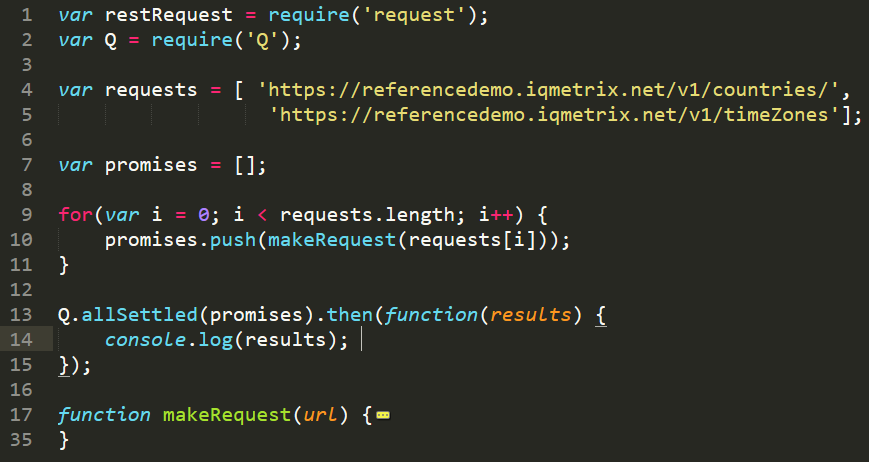 1 var restRequest = require('request');
2 var Q = require('Q');
3
4 var requests = [ 'https://referencedemo.iqmetrix.net/v1/countries/',
5                   'https://referencedemo.iqmetrix.net/v1/timeZones'];
6
7 var promises = [];
8
9 for(var i = 0; i < requests.length; i++) {
10     promises.push(makeRequest(requests[i]));
11 }
12
13 Q.allSettled(promises).then(function(results) {
14     console.log(results);
15 });
16
17 function makeRequest(url) {
35 }